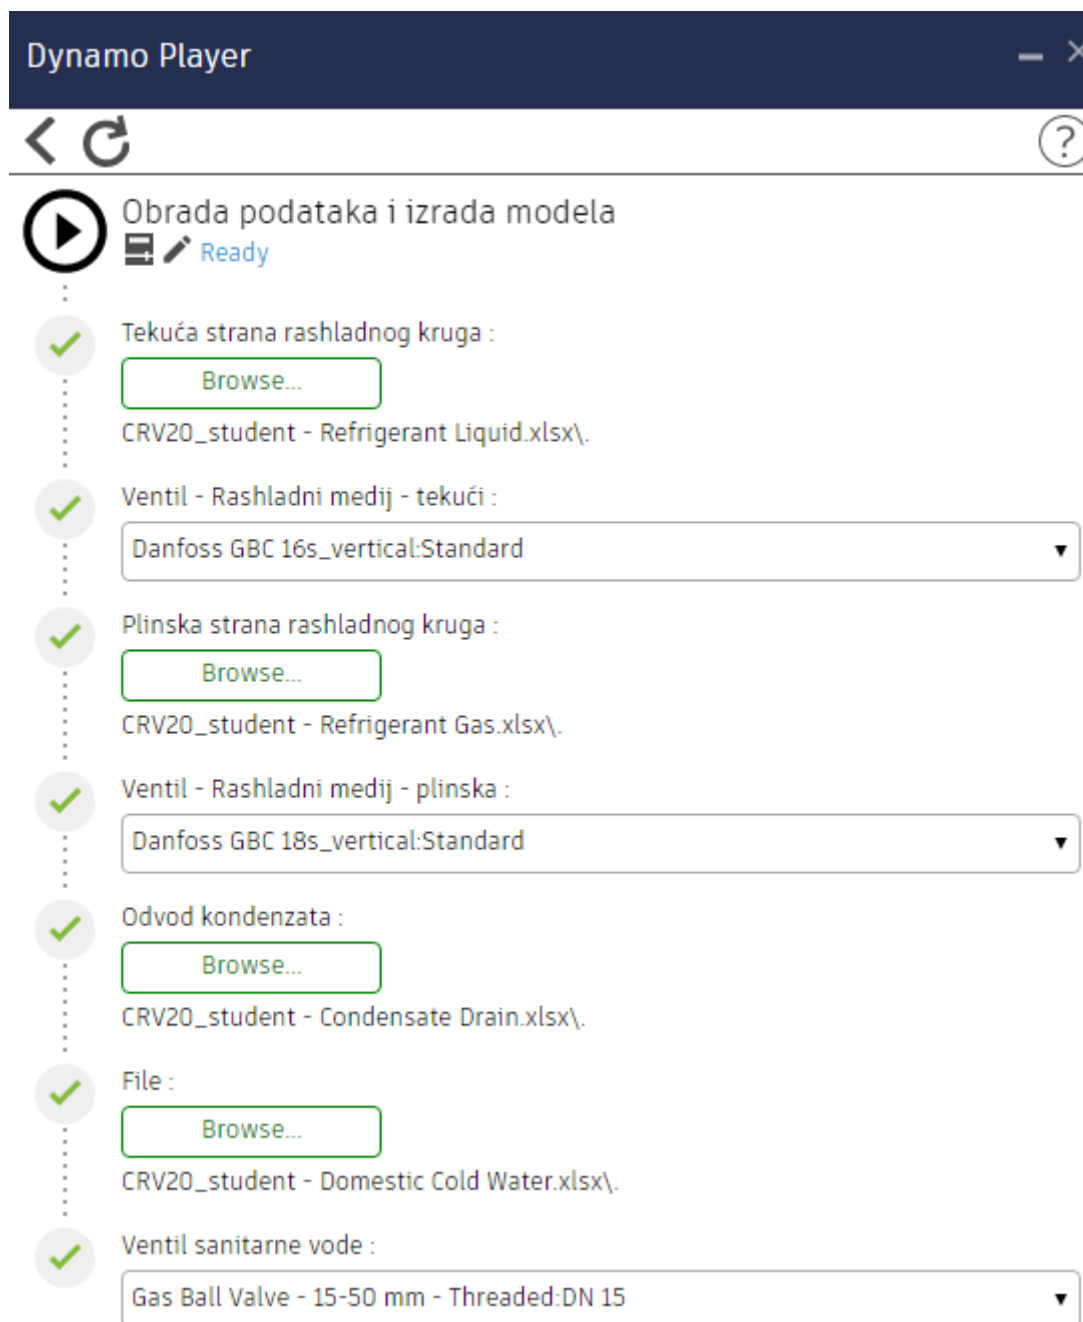 Dynamo Player
?
Obrada podataka i izrada modela
Ready
Tekuća strana rashladnog kruga :
Browse...
CRV20_student - Refrigerant Liquid.xlsx\.
Ventil - Rashladni medij - tekući :
Danfoss GBC 16s_vertical:Standard
Plinska strana rashladnog kruga :
Browse...
CRV20_student - Refrigerant Gas.xlsx\.
Ventil - Rashladni medij - plinska :
Danfoss GBC 18s_vertical:Standard
Odvod kondenzata :
Browse...
CRV20_student - Condensate Drain.xlsx\.
File :
Browse...
CRV20_student - Domestic Cold Water.xlsx\.
Ventil sanitarne vode :
Gas Ball Valve - 15-50 mm - Threaded:DN 15